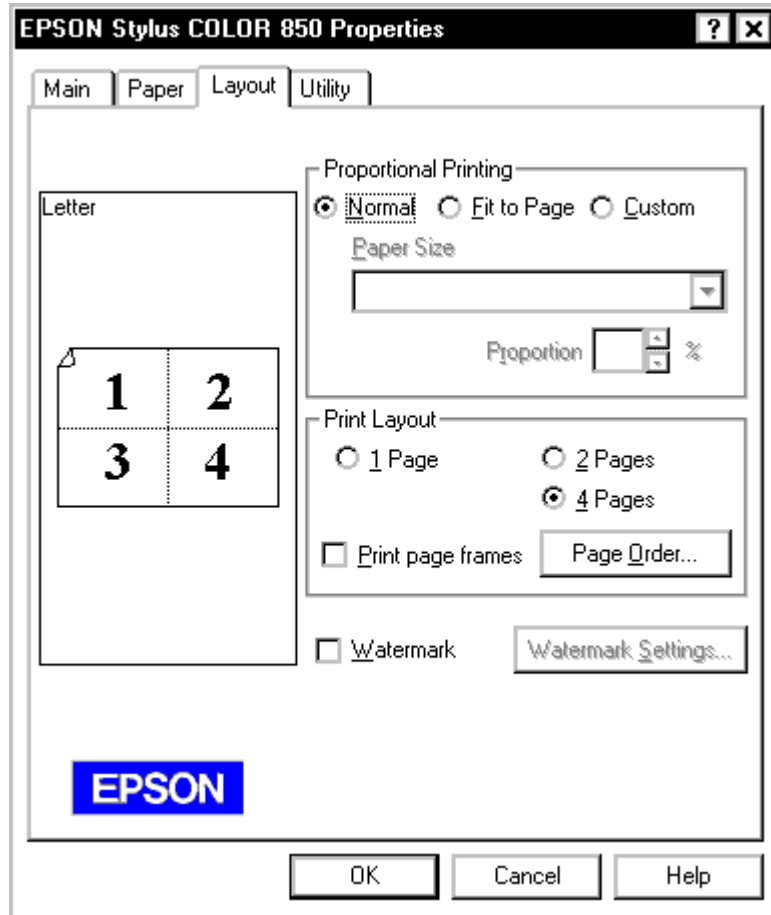 EPSON Stylus COLOR 850 Properties
Main Paper Layout Utility
Letter
1 2
3 4
Proportional Printing
Normal Fit to Page Custom
Paper Size
Proportion %
Print Layout
1 Page 2 Pages
4 Pages
Print page frames Page Order...
Watermark Watermark Settings...
EPSON
OK Cancel Help